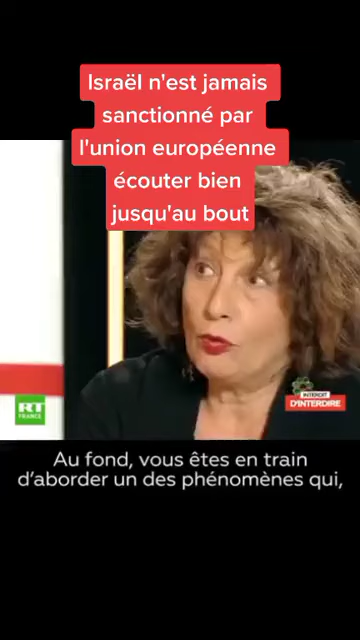 Israël n'est jamais
sanctionné par
l'union européenne
écouter bien
jusqu'au bout
RT
FRANCE
INTERDIT
D'INTERDIRE
Au fond, vous êtes en train
d’aborder un des phénomènes qui,